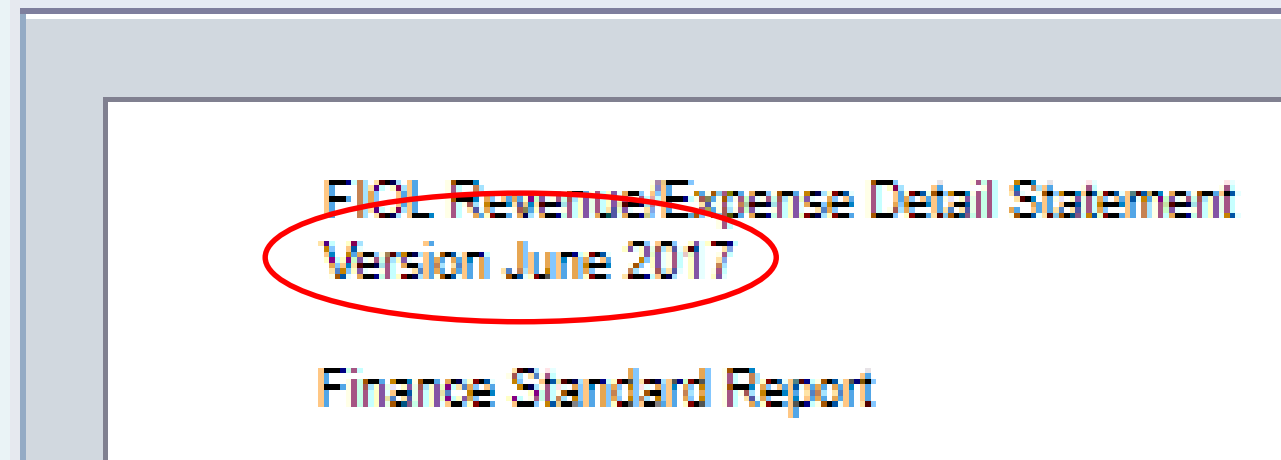 FIOL Revenue/Expense Detail Statement
Version June 2017
Finance Standard Report